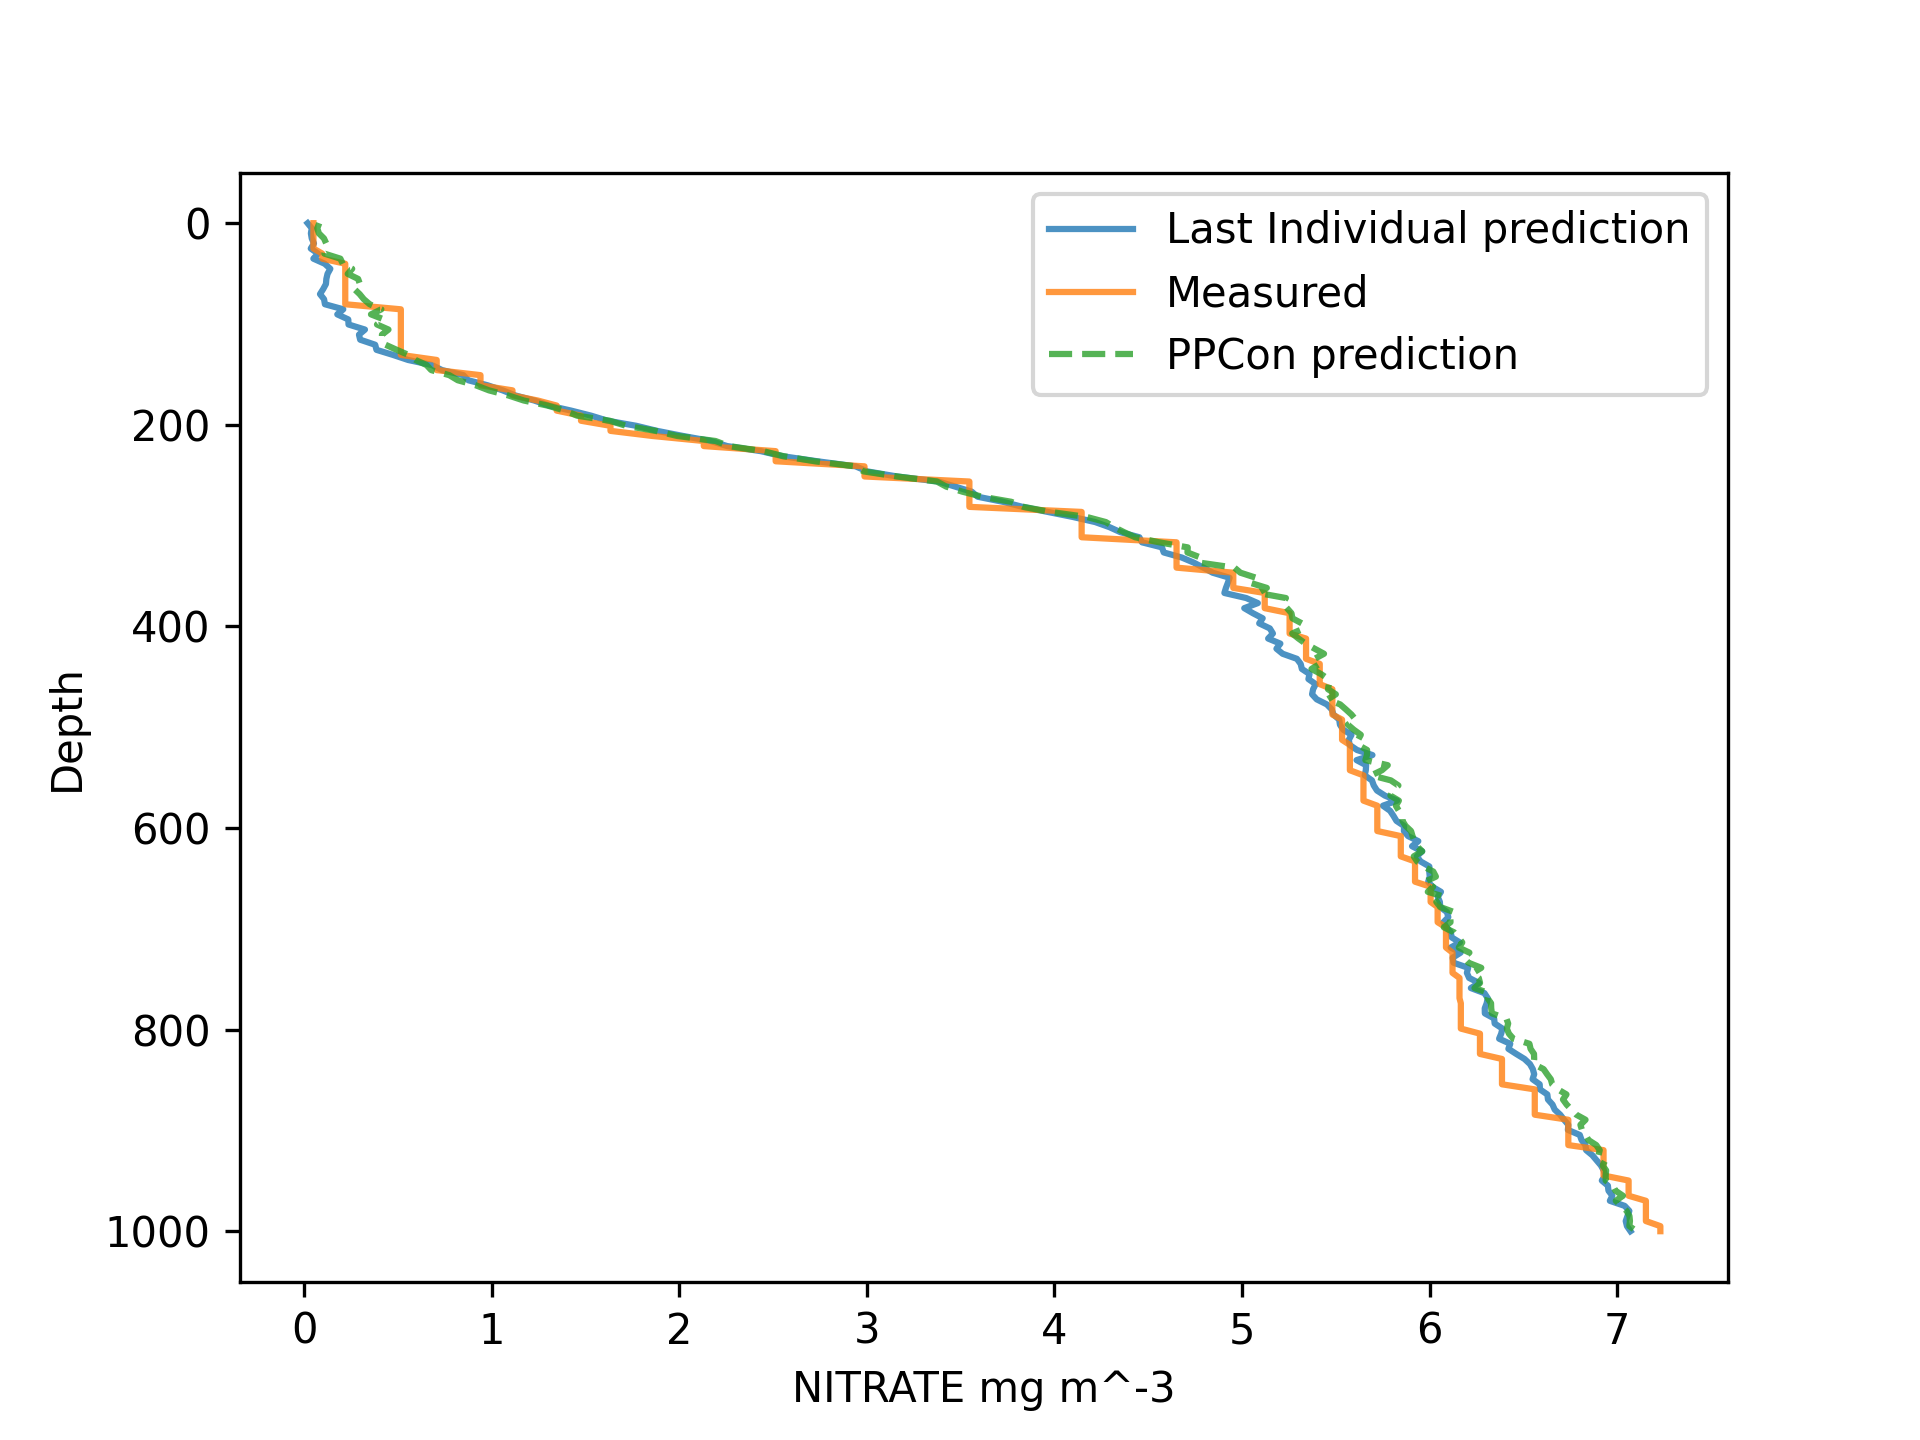 Last Individual prediction
Measured
PPCon prediction
0
200
400
600
800
1000
Depth
0 1 2 3 4 5 6 7
NITRATE mg m^-3